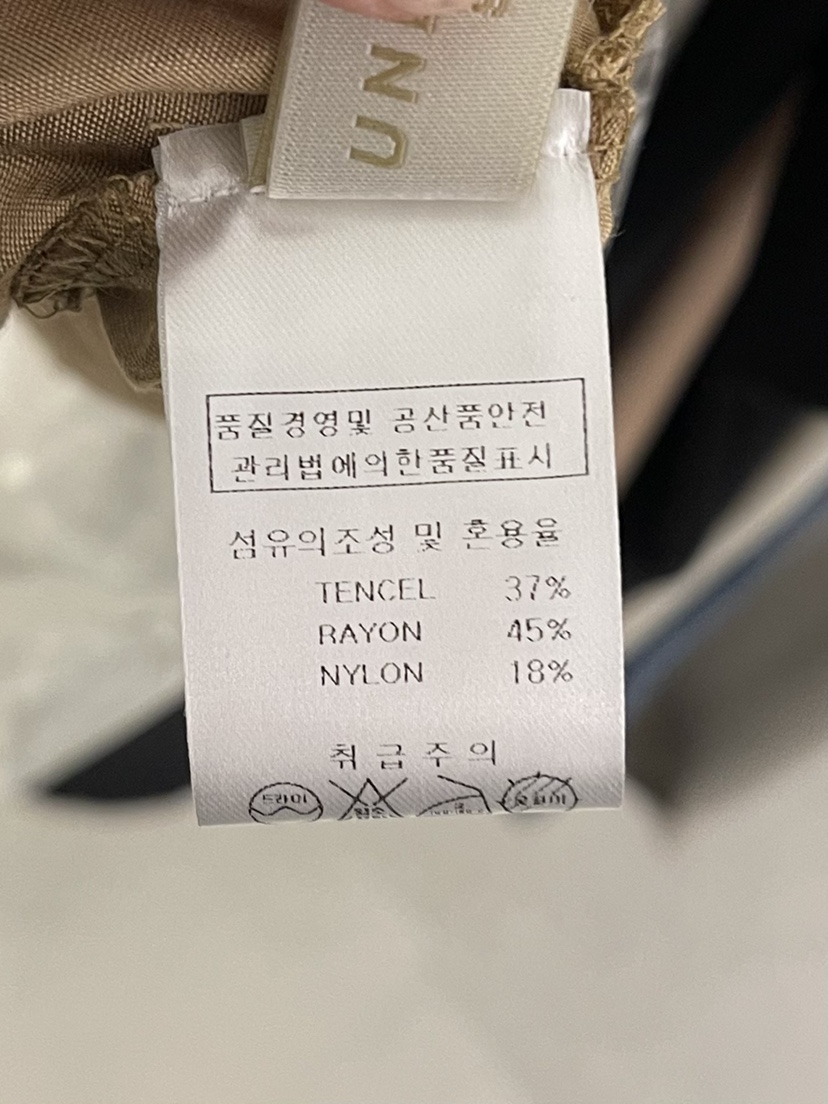 UN
품질경영및 공산품안전
관리법에의한품질표시
섬유의조성 및 혼용율
TENCEL 37%
RAYON 45%
NYLON 18%
취급주의
드라이